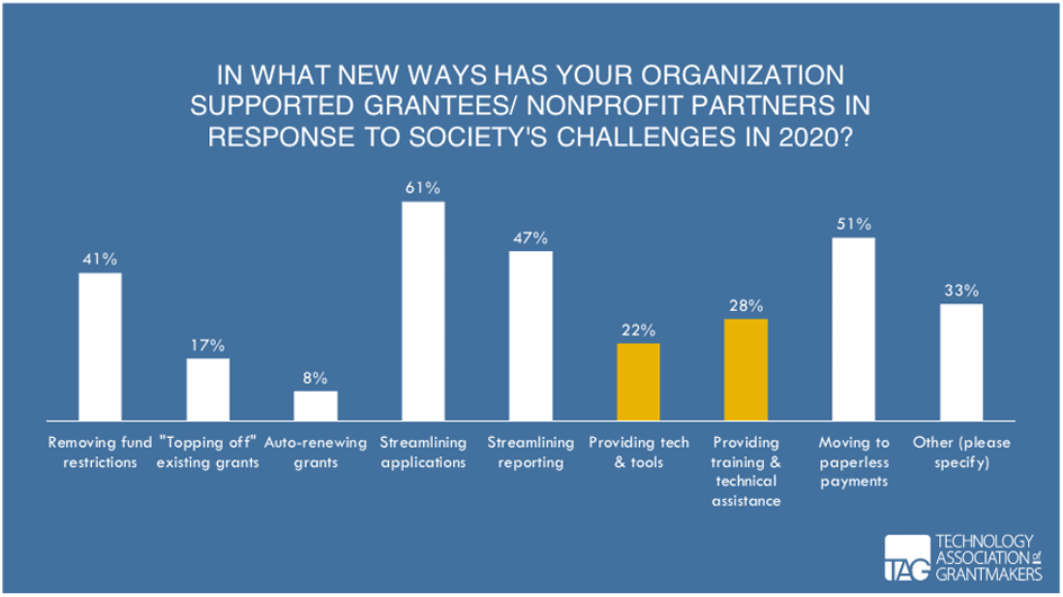 IN WHAT NEW WAYS HAS YOUR ORGANIZATION
SUPPORTED GRANTEES/ NONPROFIT PARTNERS IN
RESPONSE TO SOCIETY'S CHALLENGES IN 2020?
41%
17%
8%
61%
47%
22%
28%
51%
33%
Removing fund
restrictions
"Topping off"
existing grants
Auto-renewing
grants
Streamlining
applications
Streamlining
reporting
Providing tech
& tools
Providing
training &
technical
assistance
Moving to
paperless
payments
Other (please
specify)
TAG
TECHNOLOGY
ASSOCIATION OF
GRANTMAKERS